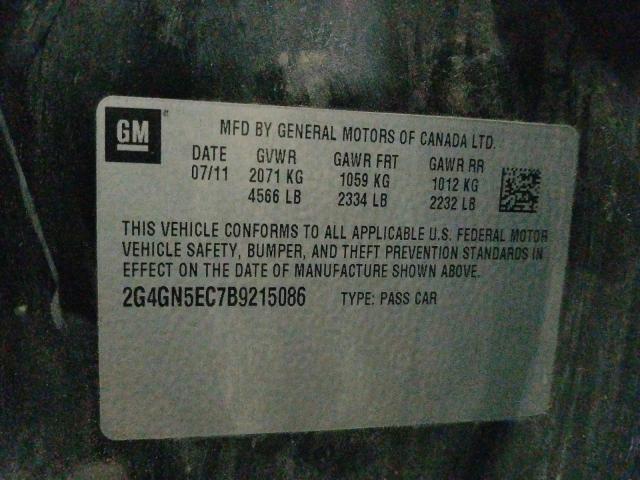 GM
MFD BY GENERAL MOTORS OF CANADA LTD.
DATE GVWR GAWR FRT GAWR RR
07/11 2071 KG 1059 KG 1012 KG
4566 LB 2334 LB 2232 LB
THIS VEHICLE CONFORMS TO ALL APPLICABLE U.S. FEDERAL MOTOR
VEHICLE SAFETY, BUMPER, AND THEFT PREVENTION STANDARDS IN
EFFECT ON THE DATE OF MANUFACTURE SHOWN ABOVE.
2G4GN5EC7B9215086 TYPE: PASS CAR